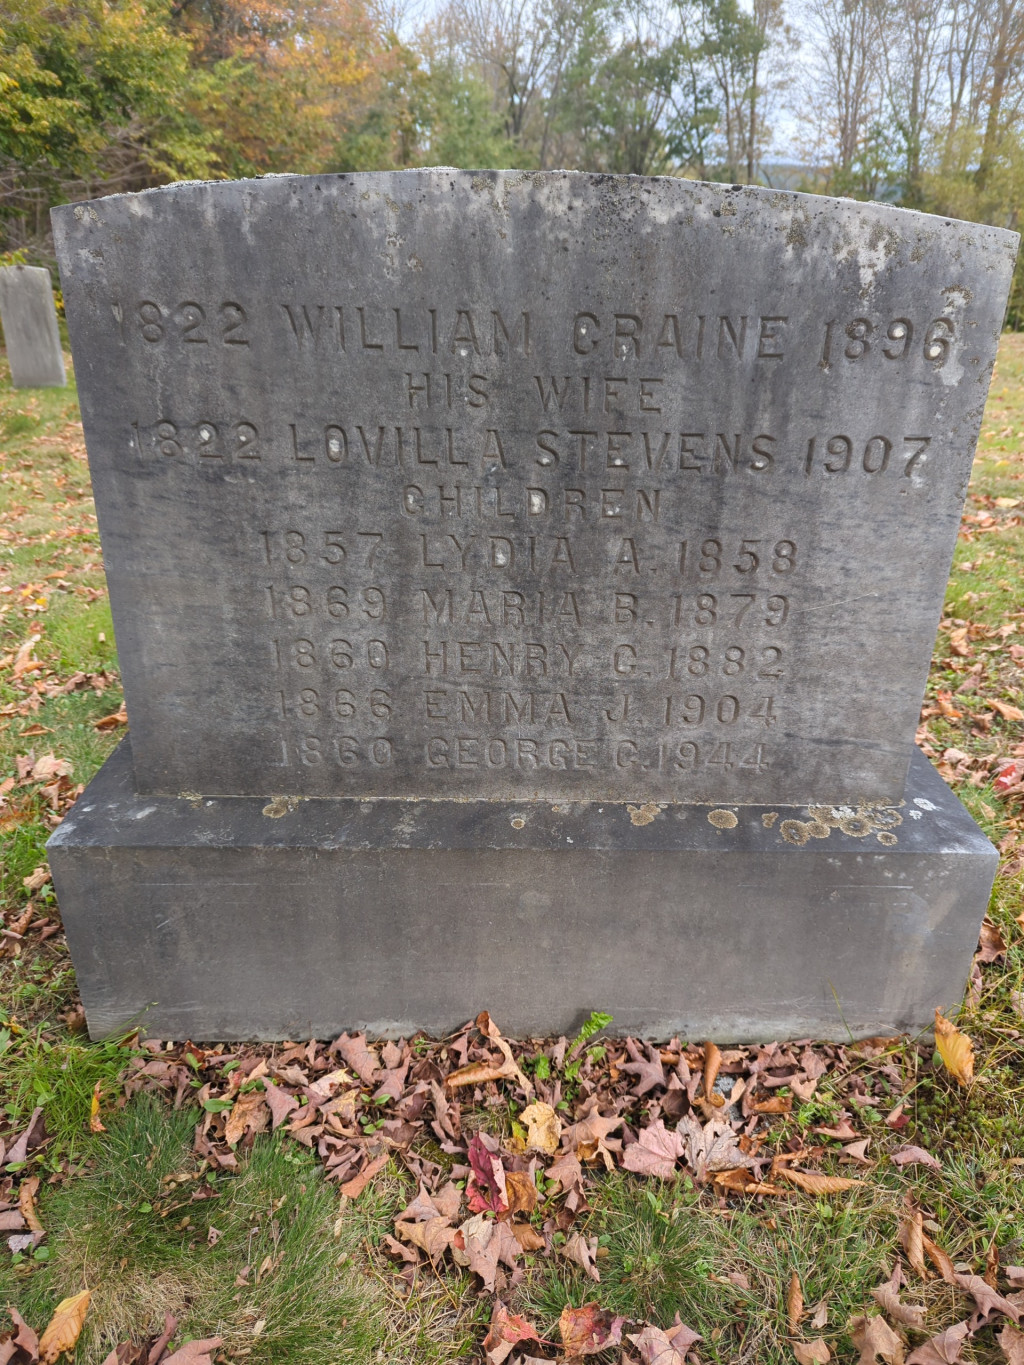 1822 WILLIAM CRAINE 1896
HIS WIFE
1822 LOVILLA STEVENS 1907
CHILDREN
1857 LYDIA A. 1858
1869 MARIA B. 1879
1860 HENRY C. 1882
1866 EMMA J. 1904
1860 GEORGE C. 1944